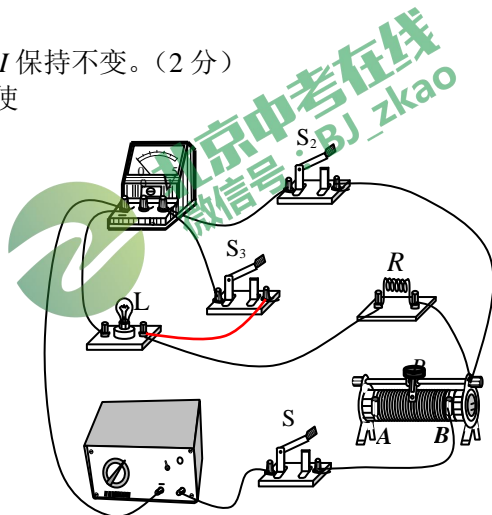 I 保持不变。（2 分）
使
北京中考在线
微信号：BJ_zkao
S₂
S₃
R
L
P
A B
S